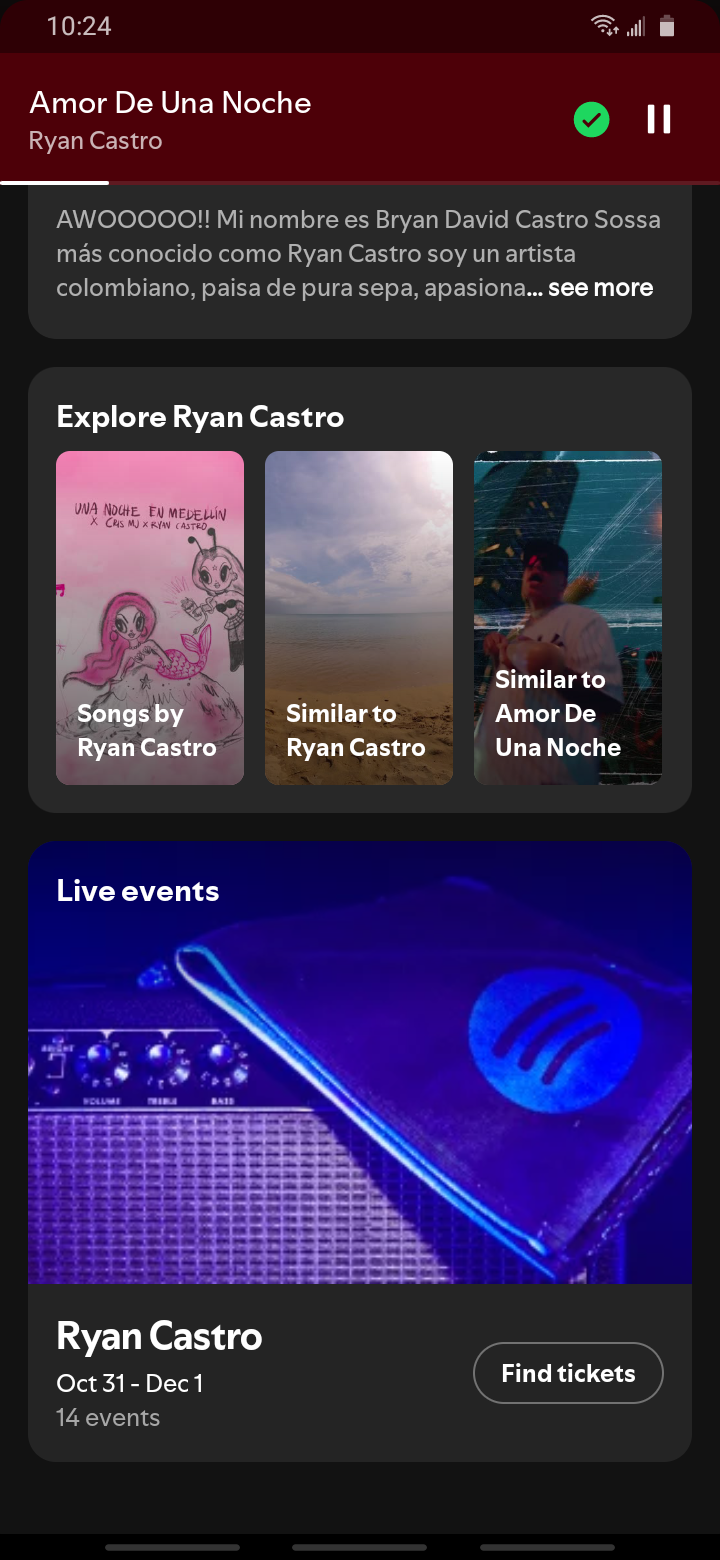 10:24
Amor De Una Noche
Ryan Castro
AWOOOOO!! Mi nombre es Bryan David Castro Sossa
más conocido como Ryan Castro soy un artista
colombiano, paisa de pura sepa, apasiona... see more
Explore Ryan Castro
UNA NOCHE EN MEDELLÍN
X CRIS MJ X RYAN CASTRO
Songs by
Ryan Castro
Similar to
Ryan Castro
Similar to
Amor De
Una Noche
Live events
BRIGHT
VOLUME TREBLE BASS
Ryan Castro
Oct 31 - Dec 1
14 events
Find tickets